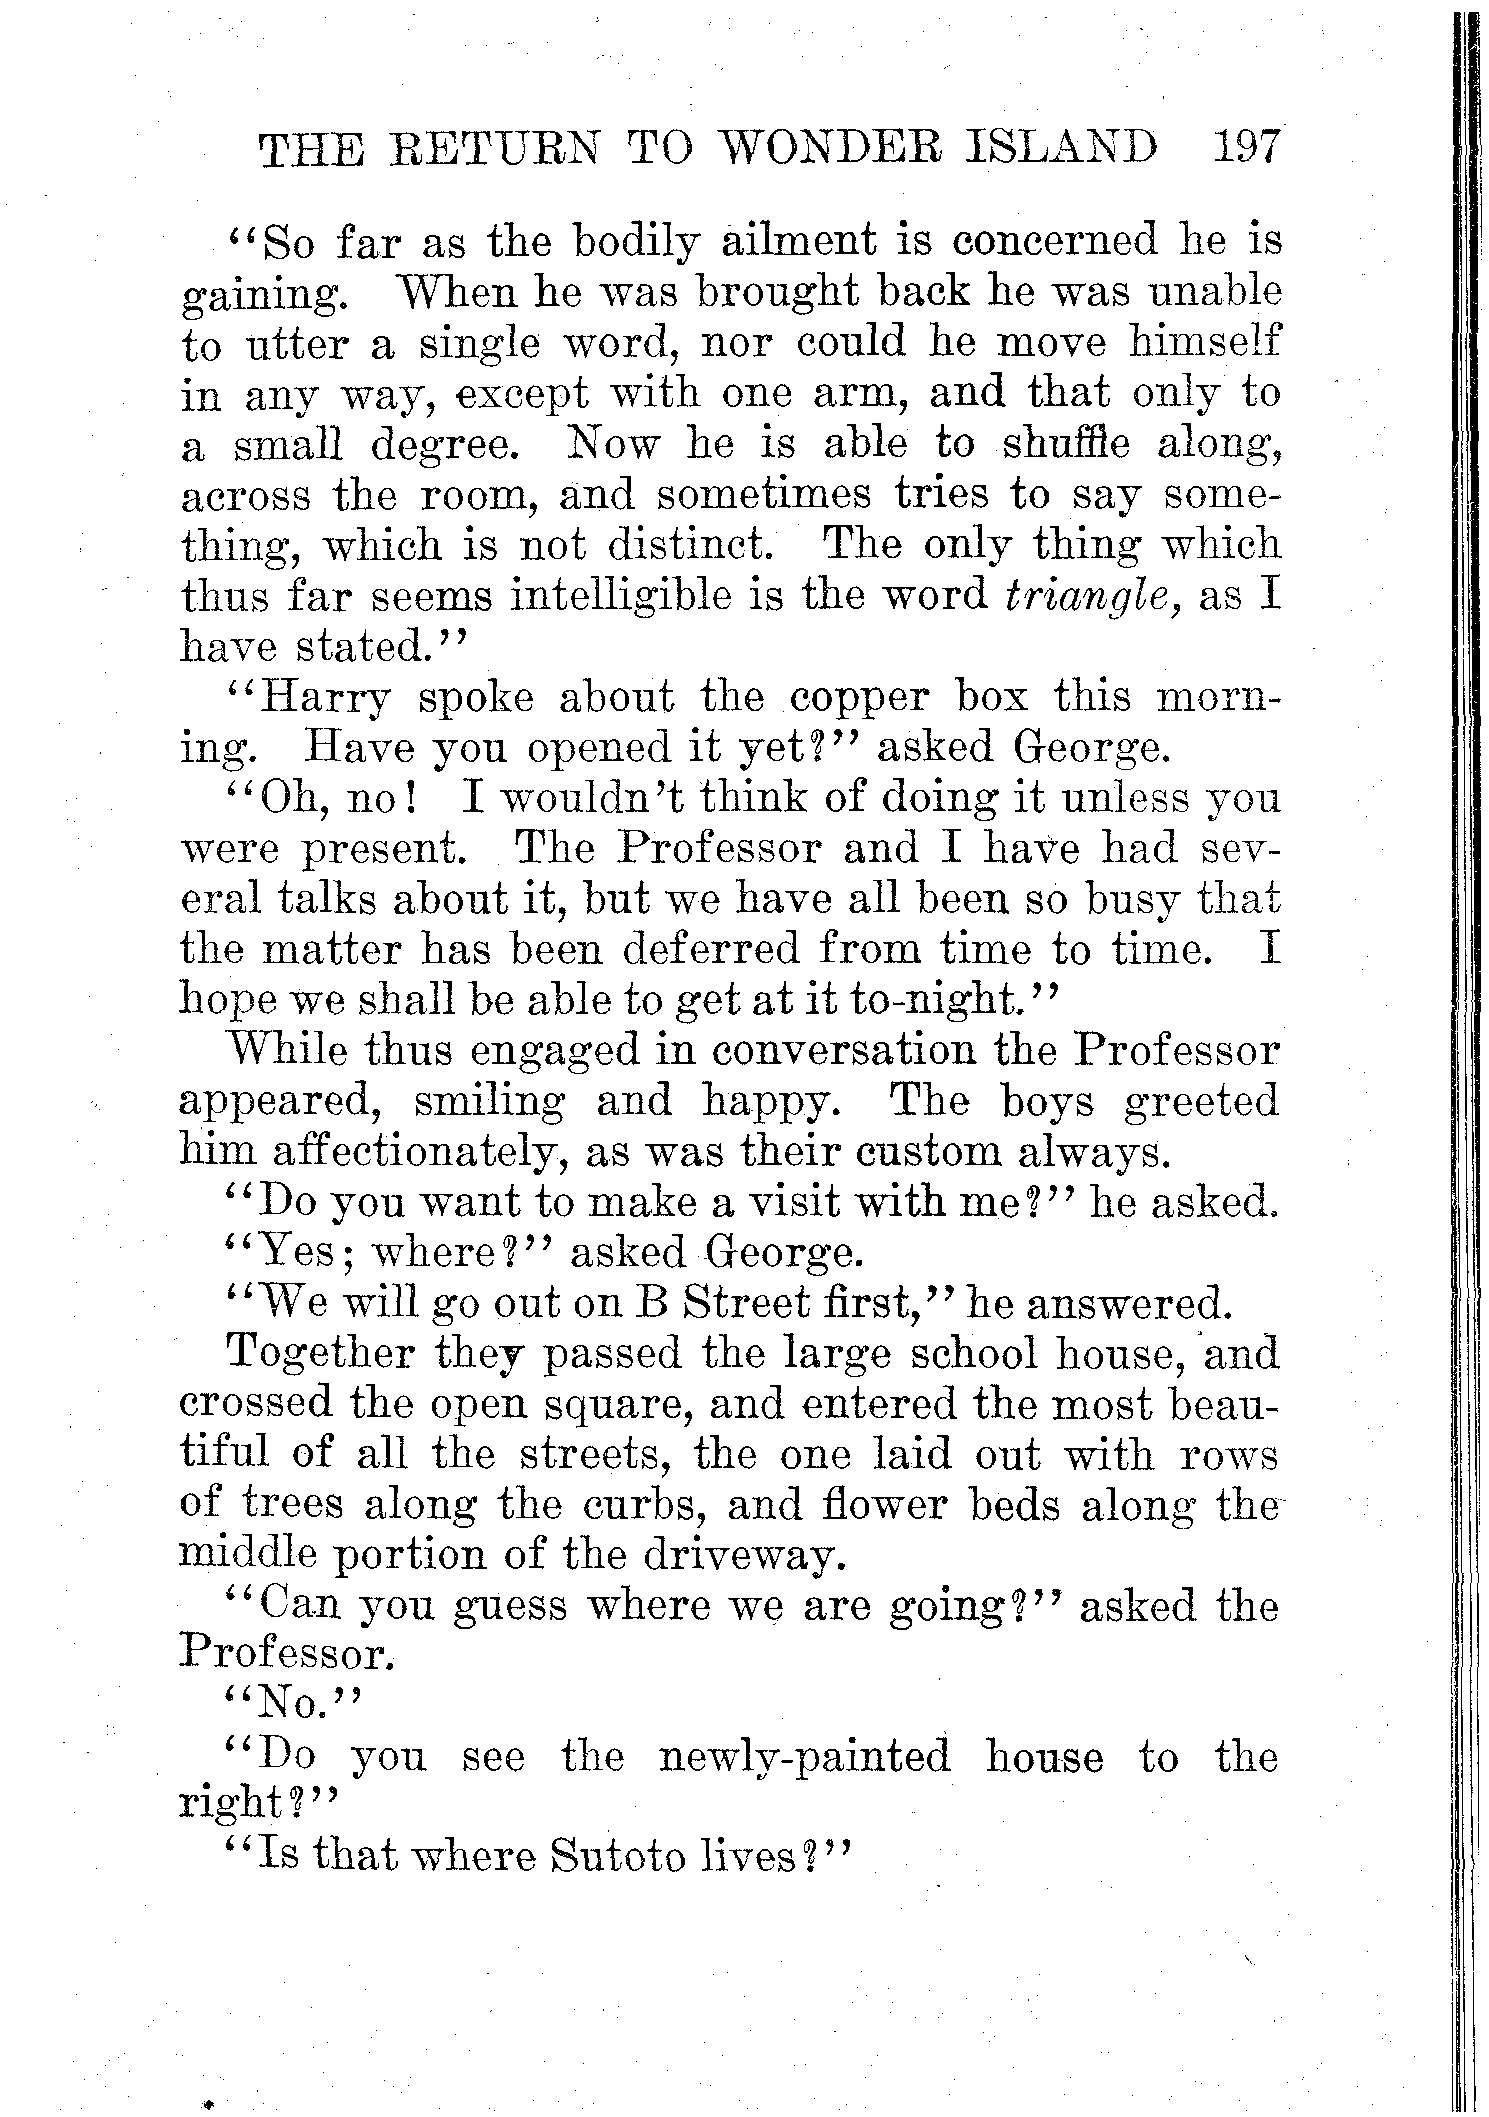 THE RETURN TO WONDER ISLAND 197
"So far as the bodily ailment is concerned he is
gaining. When he was brought back he was unable
to utter a single word, nor could he move himself
in any way, except with one arm, and that only to
a small degree. Now he is able to shuffle along,
across the room, and sometimes tries to say some-
thing, which is not distinct. The only thing which
thus far seems intelligible is the word triangle, as I
have stated."
"Harry spoke about the copper box this morn-
ing. Have you opened it yet?" asked George.
"Oh, no! I wouldn't think of doing it unless you
were present. The Professor and I have had sev-
eral talks about it, but we have all been so busy that
the matter has been deferred from time to time. I
hope we shall be able to get at it to-night."
While thus engaged in conversation the Professor
appeared, smiling and happy. The boys greeted
him affectionately, as was their custom always.
"Do you want to make a visit with me?" he asked.
"Yes; where?" asked George.
"We will go out on B Street first," he answered.
Together they passed the large school house, and
crossed the open square, and entered the most beau-
tiful of all the streets, the one laid out with rows
of trees along the curbs, and flower beds along the
middle portion of the driveway.
"Can you guess where we are going?" asked the
Professor.
"No."
"Do you see the newly-painted house to the
right?"
"Is that where Sutoto lives?"